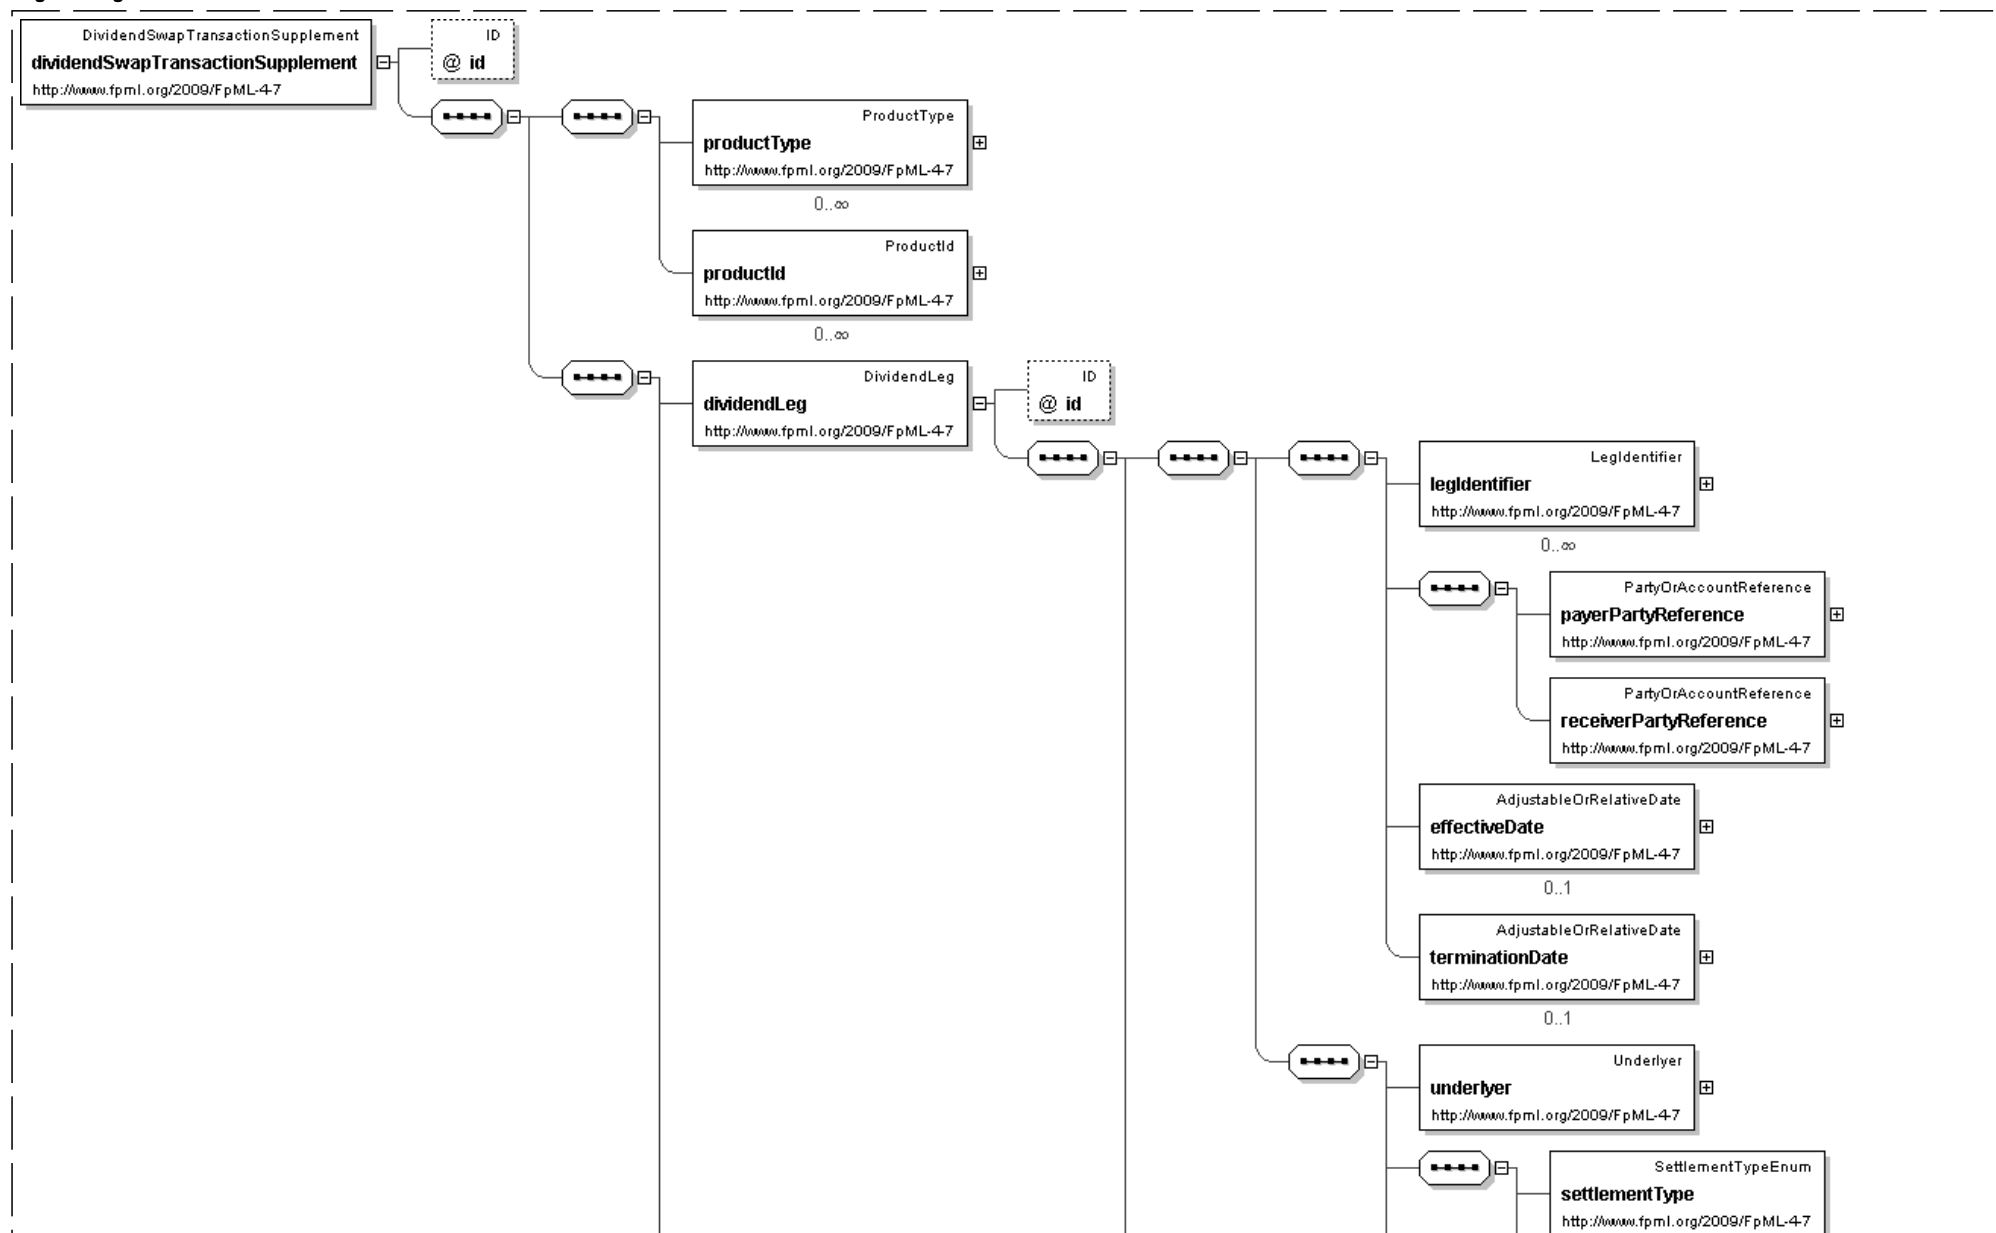 DividendSwapTransactionSupplement
dividendSwapTransactionSupplement
http://www.fpml.org/2009/FpML-4-7
ID
@ id
ProductType
productType
http://www.fpml.org/2009/FpML-4-7
0..∞
ProductId
productId
http://www.fpml.org/2009/FpML-4-7
0..∞
DividendLeg
dividendLeg
http://www.fpml.org/2009/FpML-4-7
ID
@ id
LegIdentifier
legIdentifier
http://www.fpml.org/2009/FpML-4-7
0..∞
PartyOrAccountReference
payerPartyReference
http://www.fpml.org/2009/FpML-4-7
PartyOrAccountReference
receiverPartyReference
http://www.fpml.org/2009/FpML-4-7
AdjustableOrRelativeDate
effectiveDate
http://www.fpml.org/2009/FpML-4-7
0..1
AdjustableOrRelativeDate
terminationDate
http://www.fpml.org/2009/FpML-4-7
0..1
Underlyer
underlyer
http://www.fpml.org/2009/FpML-4-7
SettlementTypeEnum
settlementType
http://www.fpml.org/2009/FpML-4-7